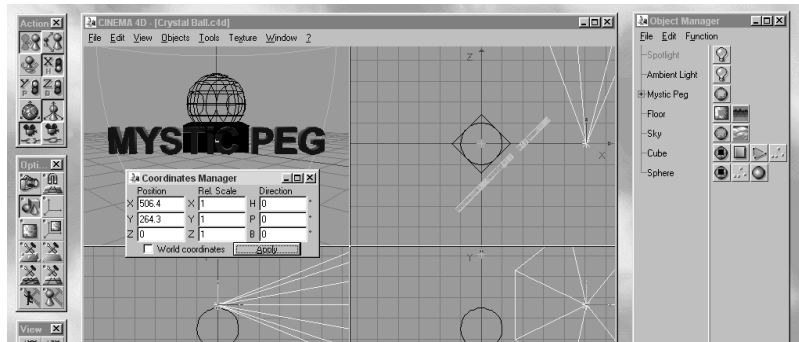 Action
CINEMA 4D - [Crystal Ball.c4d]
File Edit View Objects Tools Texture Window ?
Object Manager
File Edit Function
Spotlight
Ambient Light
Mystic Peg
Floor
Sky
Cube
Sphere
X
H
Y
P
Z
B
Z
X
MYSTIC PEG
Opti...
Coordinates Manager
Position Rel. Scale Direction
X 506.4 X 1 H 0 °
Y 264.3 Y 1 P 0 °
Z 0 Z 1 B 0 °
World coordinates Apply
Y
Y
View